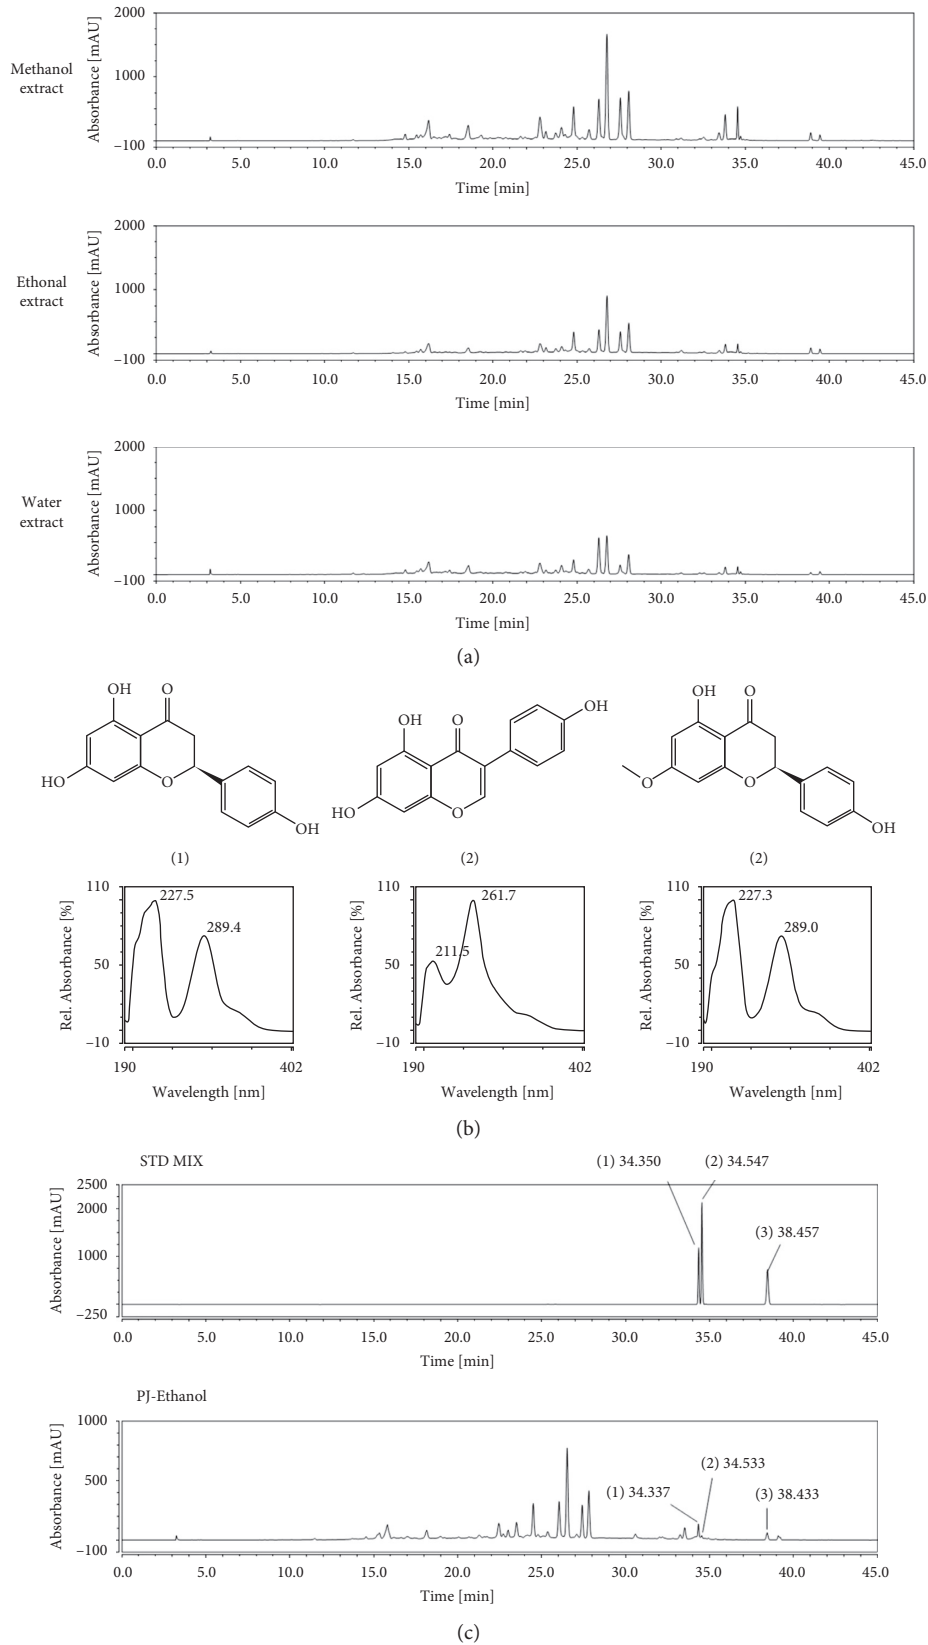 2000
1000
−100
Absorbance [mAU]
Methanol
extract
0.0 5.0 10.0 15.0 20.0 25.0 30.0 35.0 40.0 45.0
Time [min]
2000
1000
−100
Absorbance [mAU]
Ethonal
extract
0.0 5.0 10.0 15.0 20.0 25.0 30.0 35.0 40.0 45.0
Time [min]
2000
1000
−100
Absorbance [mAU]
Water
extract
0.0 5.0 10.0 15.0 20.0 25.0 30.0 35.0 40.0 45.0
Time [min]
(a)
OH O
HO
O
OH
(1)
OH O
OH
HO
O
(2)
OH O
O
O
OH
(2)
110
50
−10
Rel. Absorbance [%]
227.5
289.4
190 402
Wavelength [nm]
110
50
−10
Rel. Absorbance [%]
261.7
211.5
190 402
Wavelength [nm]
110
50
−10
Rel. Absorbance [%]
227.3
289.0
190 402
Wavelength [nm]
(b)
STD MIX
(1) 34.350 (2) 34.547
(3) 38.457
2500
2000
1000
−250
Absorbance [mAU]
0.0 5.0 10.0 15.0 20.0 25.0 30.0 35.0 40.0 45.0
Time [min]
PJ-Ethanol
1000
500
−100
Absorbance [mAU]
(2) 34.533
(1) 34.337 (3) 38.433
0.0 5.0 10.0 15.0 20.0 25.0 30.0 35.0 40.0 45.0
Time [min]
(c)